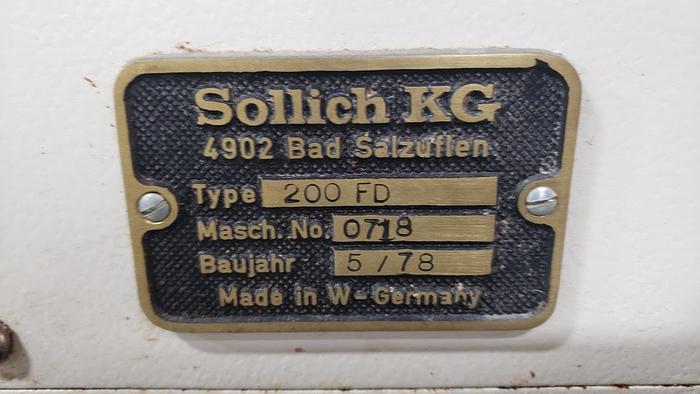 Sollich KG
4902 Bad Salzuflen
Type 200 FD
Masch. No. 0718
Baujahr 5/78
Made in W-Germany